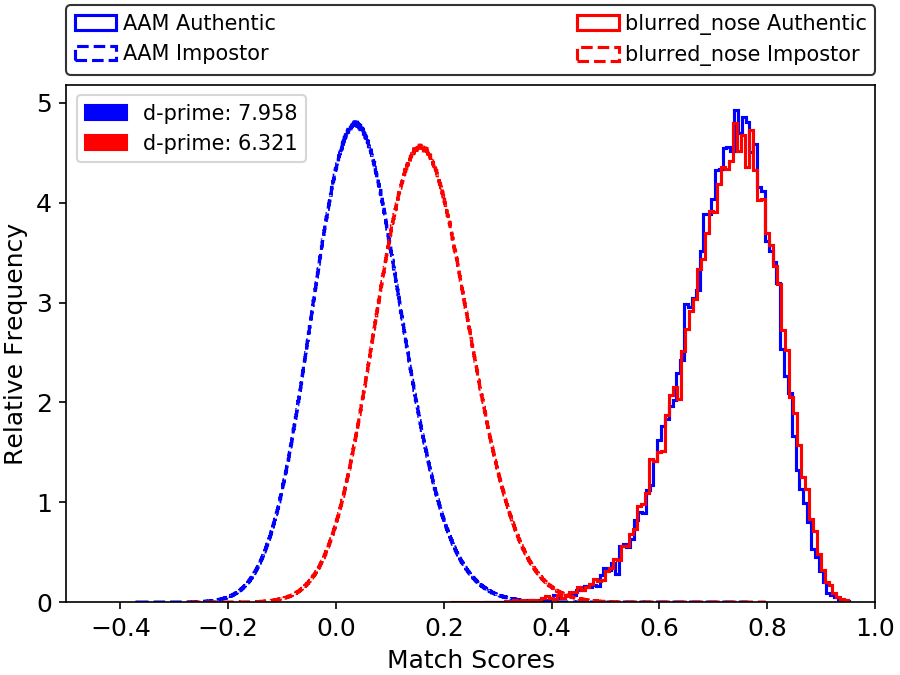 AAM Authentic
AAM Impostor
blurred_nose Authentic
blurred_nose Impostor
d-prime: 7.958
d-prime: 6.321
5
4
3
2
1
0
Relative Frequency
−0.4 −0.2 0.0 0.2 0.4 0.6 0.8 1.0
Match Scores